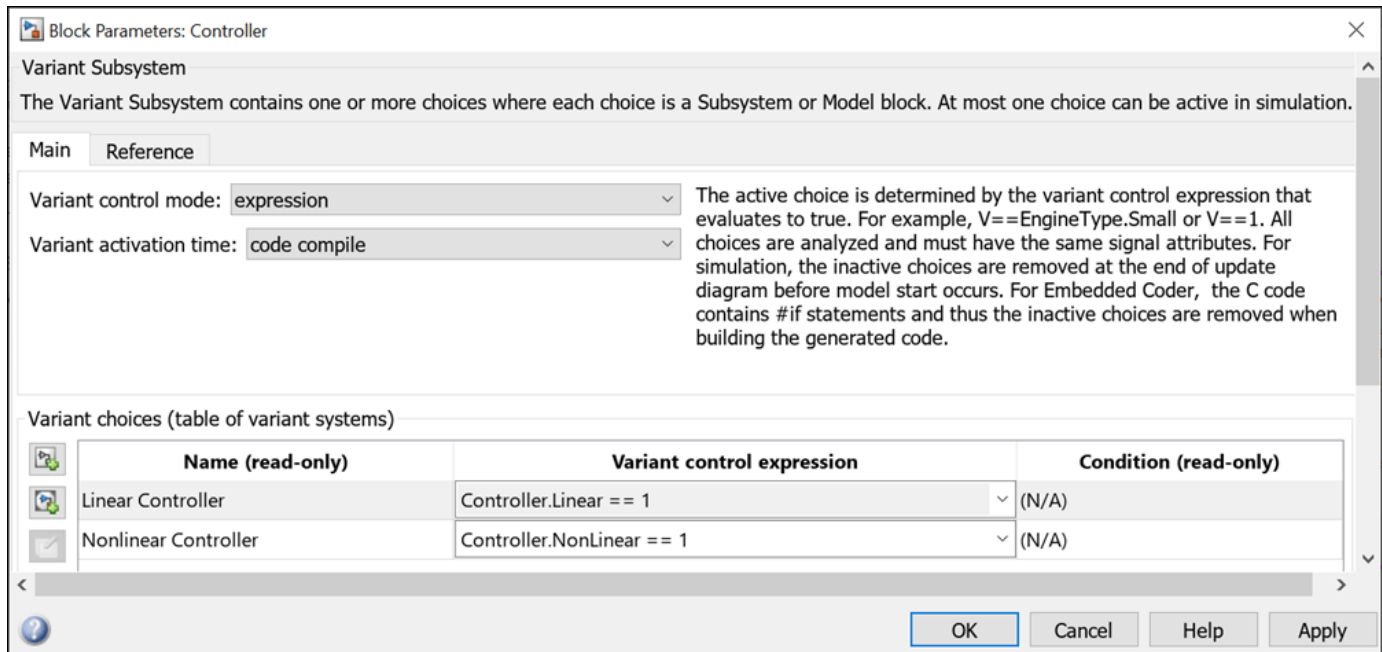 Block Parameters: Controller
Variant Subsystem
The Variant Subsystem contains one or more choices where each choice is a Subsystem or Model block. At most one choice can be active in simulation.
Main Reference
Variant control mode: expression
Variant activation time: code compile
The active choice is determined by the variant control expression that
evaluates to true. For example, V==EngineType.Small or V==1. All
choices are analyzed and must have the same signal attributes. For
simulation, the inactive choices are removed at the end of update
diagram before model start occurs. For Embedded Coder, the C code
contains #if statements and thus the inactive choices are removed when
building the generated code.
Variant choices (table of variant systems)
Name (read-only) Variant control expression Condition (read-only)
Linear Controller Controller.Linear == 1 (N/A)
Nonlinear Controller Controller.NonLinear == 1 (N/A)
OK Cancel Help Apply